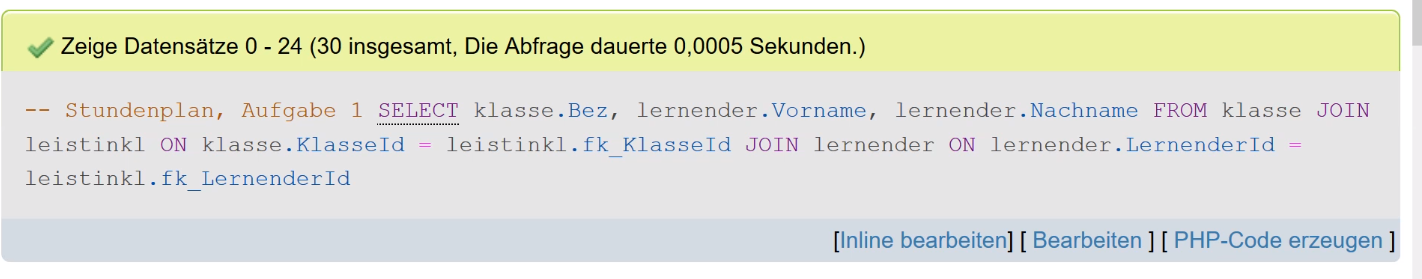 Zeige Datensätze 0 - 24 (30 insgesamt, Die Abfrage dauerte 0,0005 Sekunden.)
-- Stundenplan, Aufgabe 1 SELECT klasse.Bez, lernender.Vorname, lernender.Nachname FROM klasse JOIN
leistinkl ON klasse.KlasseId = leistinkl.fk_KlasseId JOIN lernender ON lernender.LernenderId =
leistinkl.fk_LernenderId
[Inline bearbeiten] [ Bearbeiten ] [ PHP-Code erzeugen ]